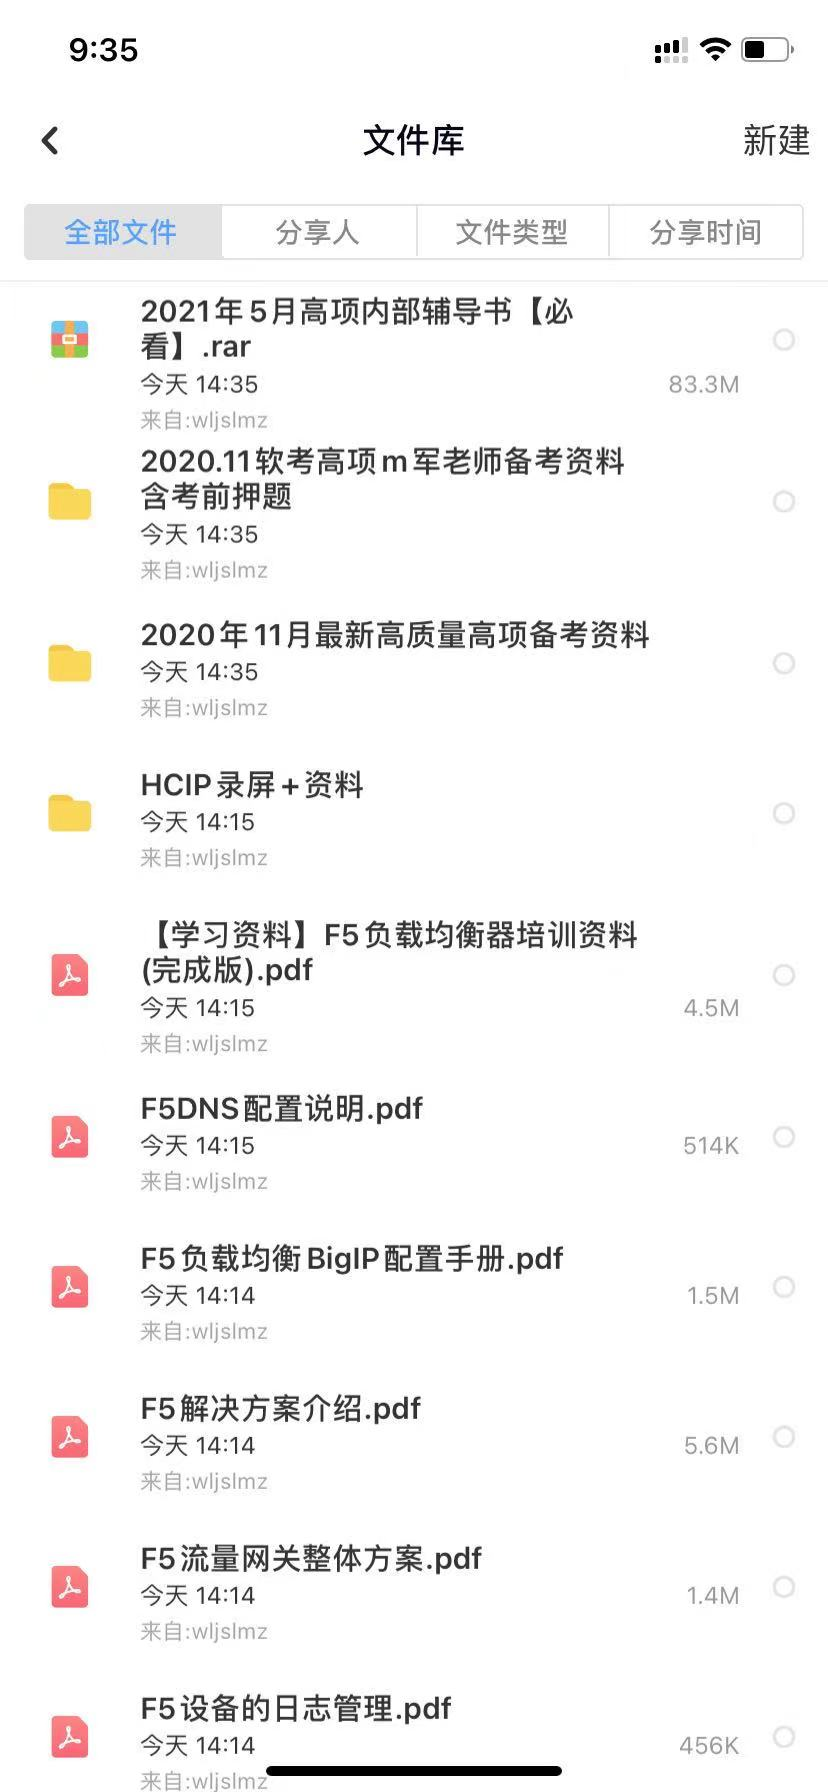 9:35
文件库
新建
全部文件
分享人
文件类型
分享时间
2021年5月高项内部辅导书【必
看】.rar
今天 14:35
83.3M
来自:wljslmz
2020.11软考高项m军老师备考资料
含考前押题
今天 14:35
来自:wljslmz
2020年11月最新高质量高项备考资料
今天 14:35
来自:wljslmz
HCIP录屏+资料
今天 14:15
来自:wljslmz
【学习资料】F5负载均衡器培训资料
(完成版).pdf
今天 14:15
4.5M
来自:wljslmz
F5DNS配置说明.pdf
今天 14:15
514K
来自:wljslmz
F5负载均衡BigIP配置手册.pdf
今天 14:14
1.5M
来自:wljslmz
F5解决方案介绍.pdf
今天 14:14
5.6M
来自:wljslmz
F5流量网关整体方案.pdf
今天 14:14
1.4M
来自:wljslmz
F5设备的日志管理.pdf
今天 14:14
456K
来自:wljslmz